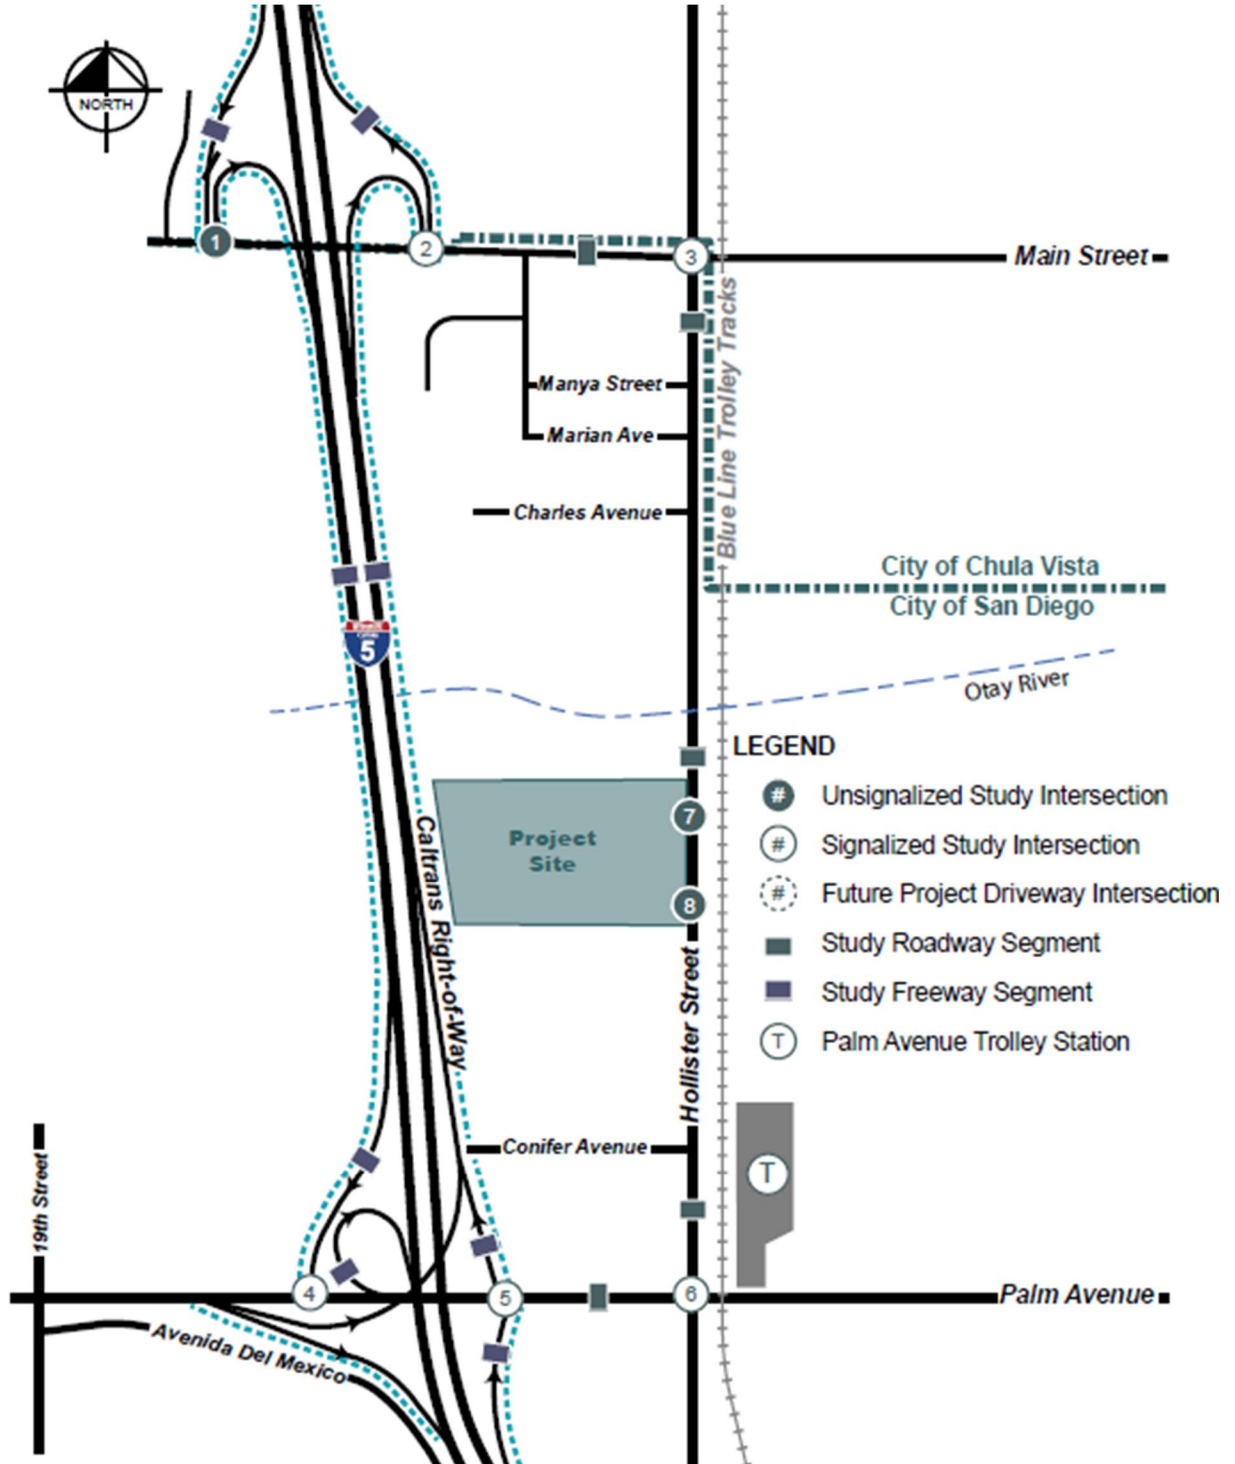 NORTH
1
2
3
Main Street
Blue Line Trolley Tracks
Manya Street
Marian Ave
Charles Avenue
City of Chula Vista
City of San Diego
5
Otay River
LEGEND
# Unsignalized Study Intersection
# Signalized Study Intersection
# Future Project Driveway Intersection
Study Roadway Segment
Study Freeway Segment
T Palm Avenue Trolley Station
Project
Site
7
8
Caltrans Right-of-Way
Hollister Street
Conifer Avenue
T
19th Street
4
5
6
Palm Avenue
Avenida Del Mexico